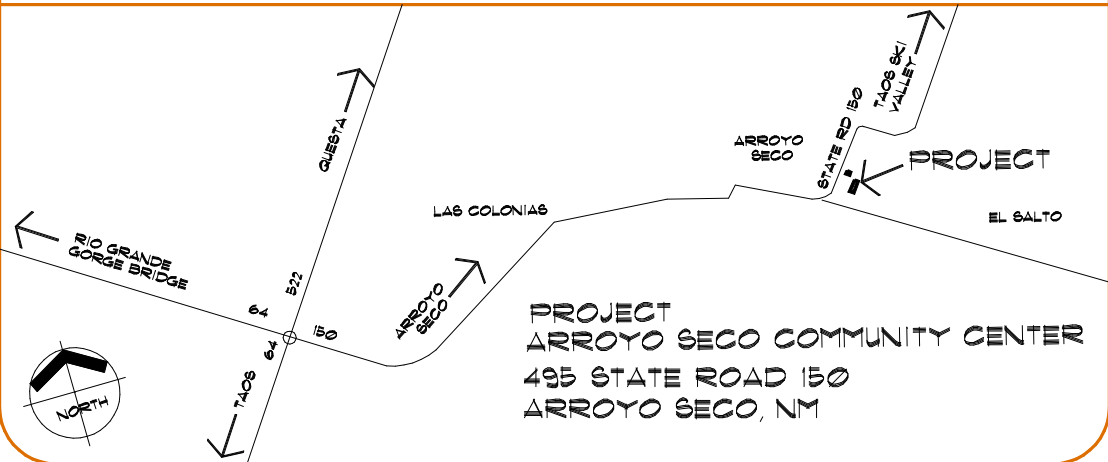 TAOS SKI
VALLEY
STATE RD 150
QUESTA
ARROYO
SECO
PROJECT
LAS COLONIAS
EL SALTO
RIO GRANDE
GORGE BRIDGE
522
64
150
ARROYO
SECO
64
TAOS
NORTH
PROJECT
ARROYO SECO COMMUNITY CENTER
495 STATE ROAD 150
ARROYO SECO, NM